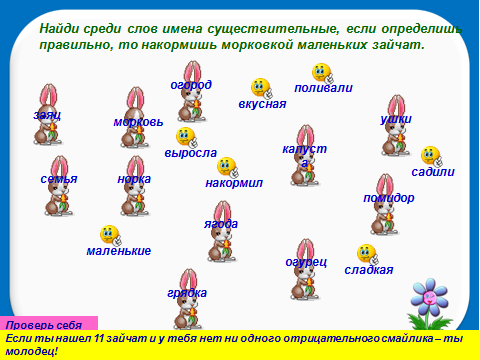 Найди среди слов имена существительные, если определишь
правильно, то накормишь морковкой маленьких зайчат.
огород
поливали
вкусная
заяц
морковь
ушки
выросла
капуст
а
садили
семья
норка
накормил
помидор
ягода
маленькие
огурец
сладкая
грядка
Проверь себя
Если ты нашел 11 зайчат и у тебя нет ни одного отрицательного смайлика – ты
молодец!